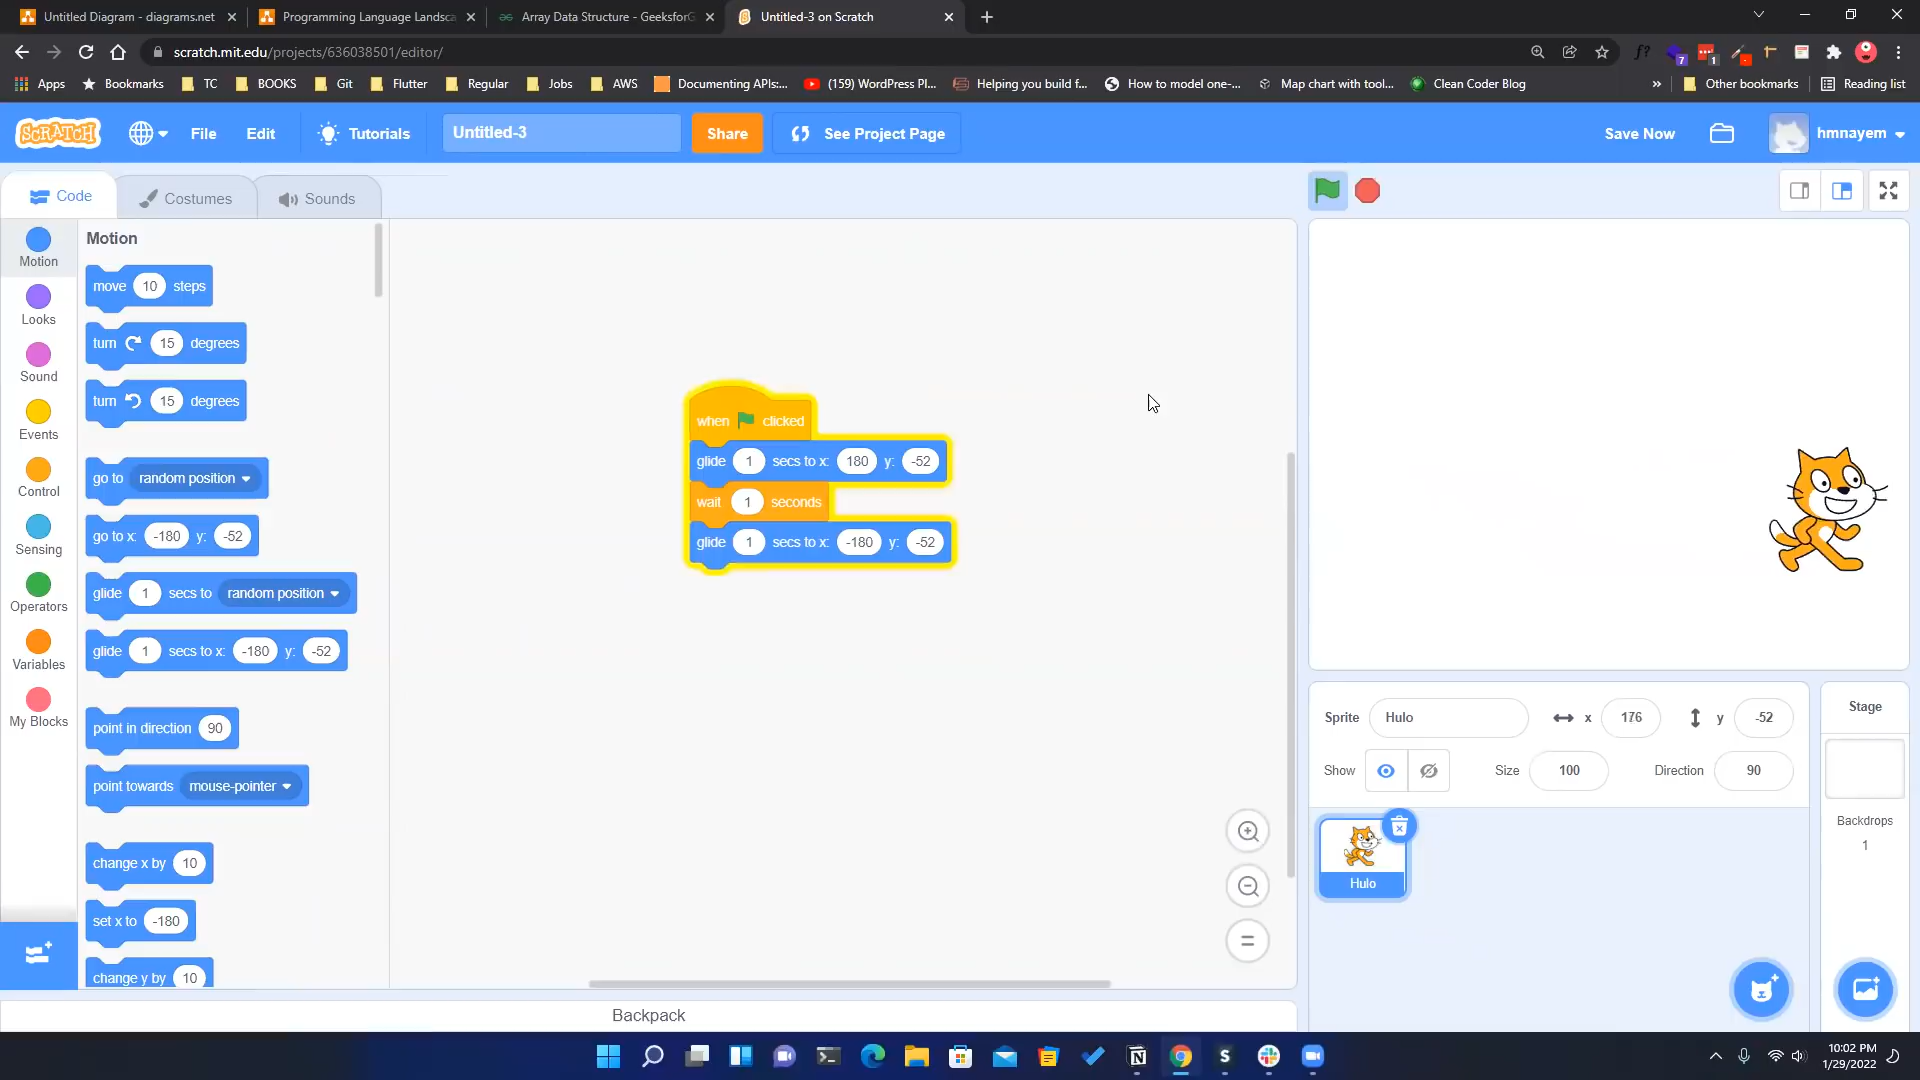 Untitled Diagram - diagrams.net
Programming Language Landsca
Array Data Structure - GeeksforG
Untitled-3 on Scratch
scratch.mit.edu/projects/636038501/editor/
f?
7
1
Apps
Bookmarks
TC
BOOKS
Git
Flutter
Regular
Jobs
AWS
Documenting APIs:...
(159) WordPress Pl...
Helping you build f...
How to model one-...
Map chart with tool...
Clean Coder Blog
»
Other bookmarks
Reading list
SCRATCH
File
Edit
Tutorials
Untitled-3
Share
See Project Page
Save Now
hmnayem
Code
Costumes
Sounds
Motion
Looks
Sound
Events
Control
Sensing
Operators
Variables
My Blocks
Motion
move 10 steps
turn 15 degrees
turn 15 degrees
go to random position
go to x: -180 y: -52
glide 1 secs to random position
glide 1 secs to x: -180 y: -52
point in direction 90
point towards mouse-pointer
change x by 10
set x to -180
change y by 10
when clicked
glide 1 secs to x: 180 y: -52
wait 1 seconds
glide 1 secs to x: -180 y: -52
Backpack
Sprite Hulo x 176 y -52
Show Size 100 Direction 90
Hulo
Stage
Backdrops
1
10:02 PM
1/29/2022